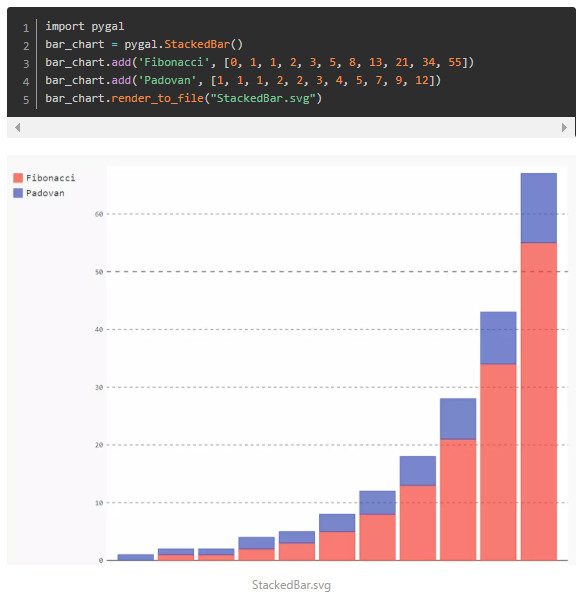 1 import pygal
2 bar_chart = pygal.StackedBar()
3 bar_chart.add('Fibonacci', [0, 1, 1, 2, 3, 5, 8, 13, 21, 34, 55])
4 bar_chart.add('Padovan', [1, 1, 1, 2, 2, 3, 4, 5, 7, 9, 12])
5 bar_chart.render_to_file("StackedBar.svg")
Fibonacci
Padovan
60
50
40
30
20
10
0
StackedBar.svg